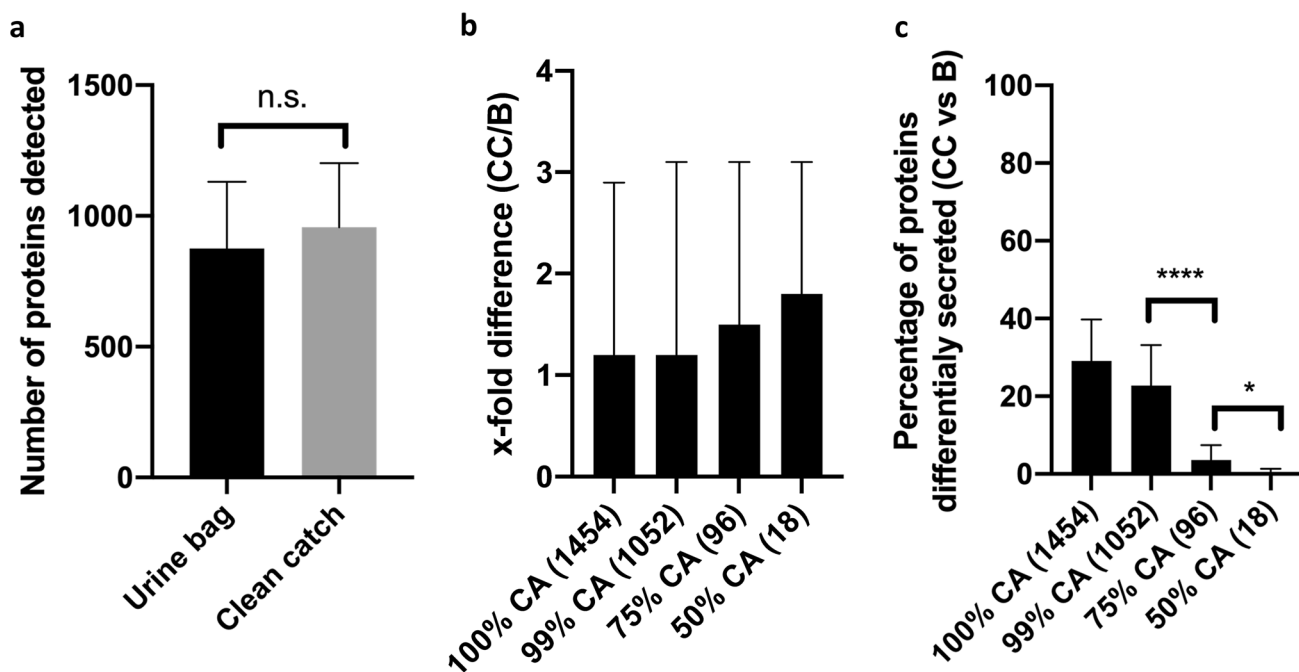 a
Number of proteins detected
1500
1000
500
0
n.s.
Urine bag
Clean catch
b
x-fold difference (CC/B)
4
3
2
1
0
100% CA (1454)
99% CA (1052)
75% CA (96)
50% CA (18)
c
Percentage of proteins
differentialy secreted (CC vs B)
100
80
60
40
20
0
****
*
100% CA (1454)
99% CA (1052)
75% CA (96)
50% CA (18)